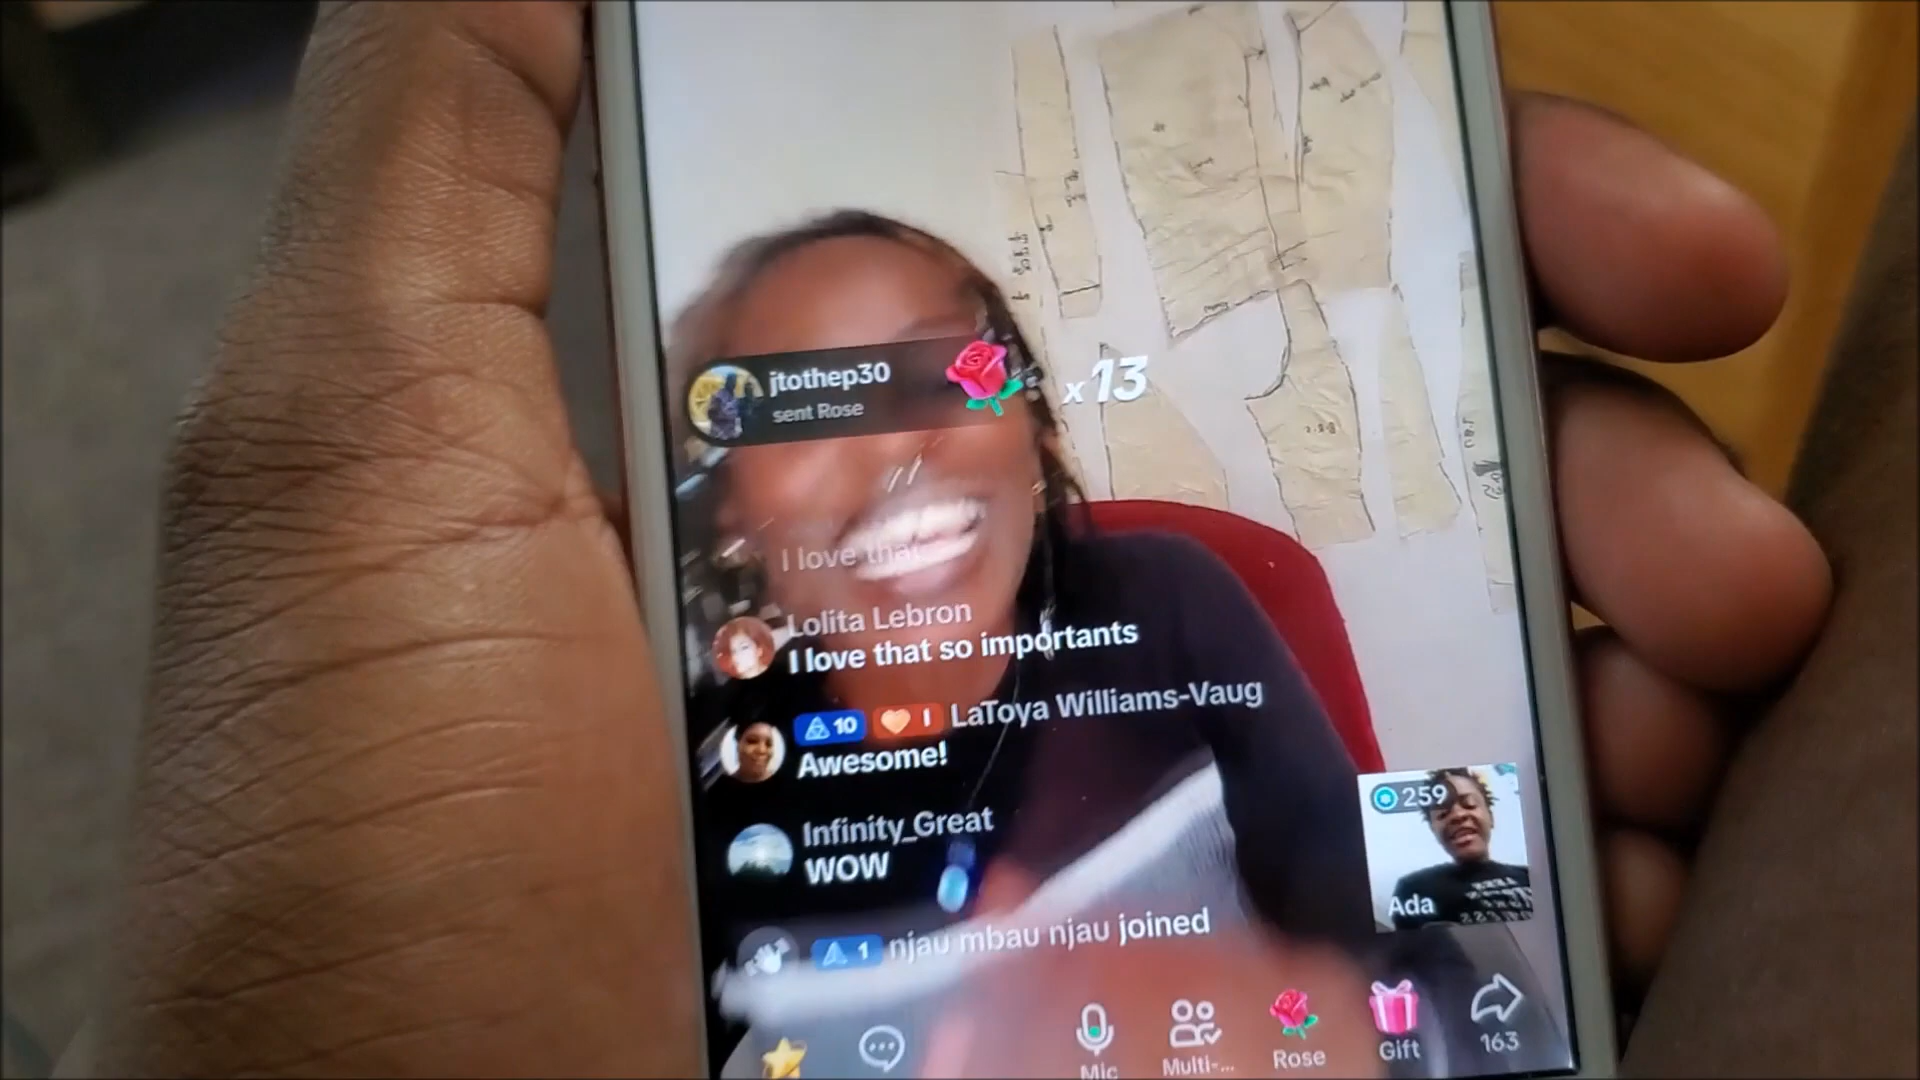 jtothep30
sent Rose
x13
I love that
Lolita Lebron
I love that so importants
10 1 LaToya Williams-Vaug
Awesome!
Infinity_Great
WOW
1 njau mbau njau joined
259
Ada
Mic
Multi-...
Rose
Gift
163